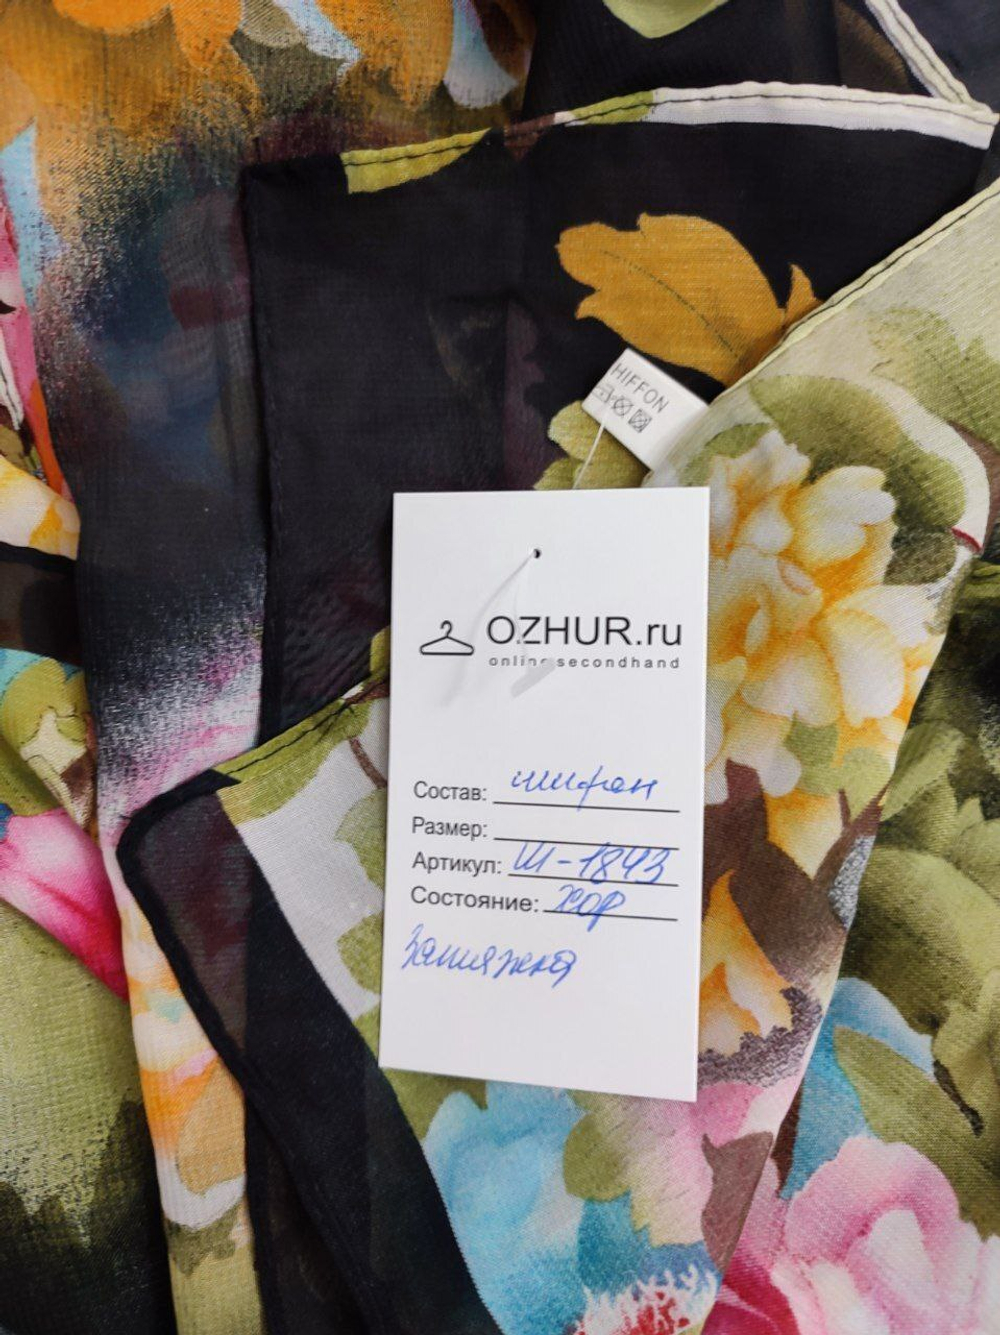 HIFFON
OZHUR.ru
online secondhand
Состав: шифон
Размер:
Артикул: Ш-1843
Состояние: хор
Затяжка